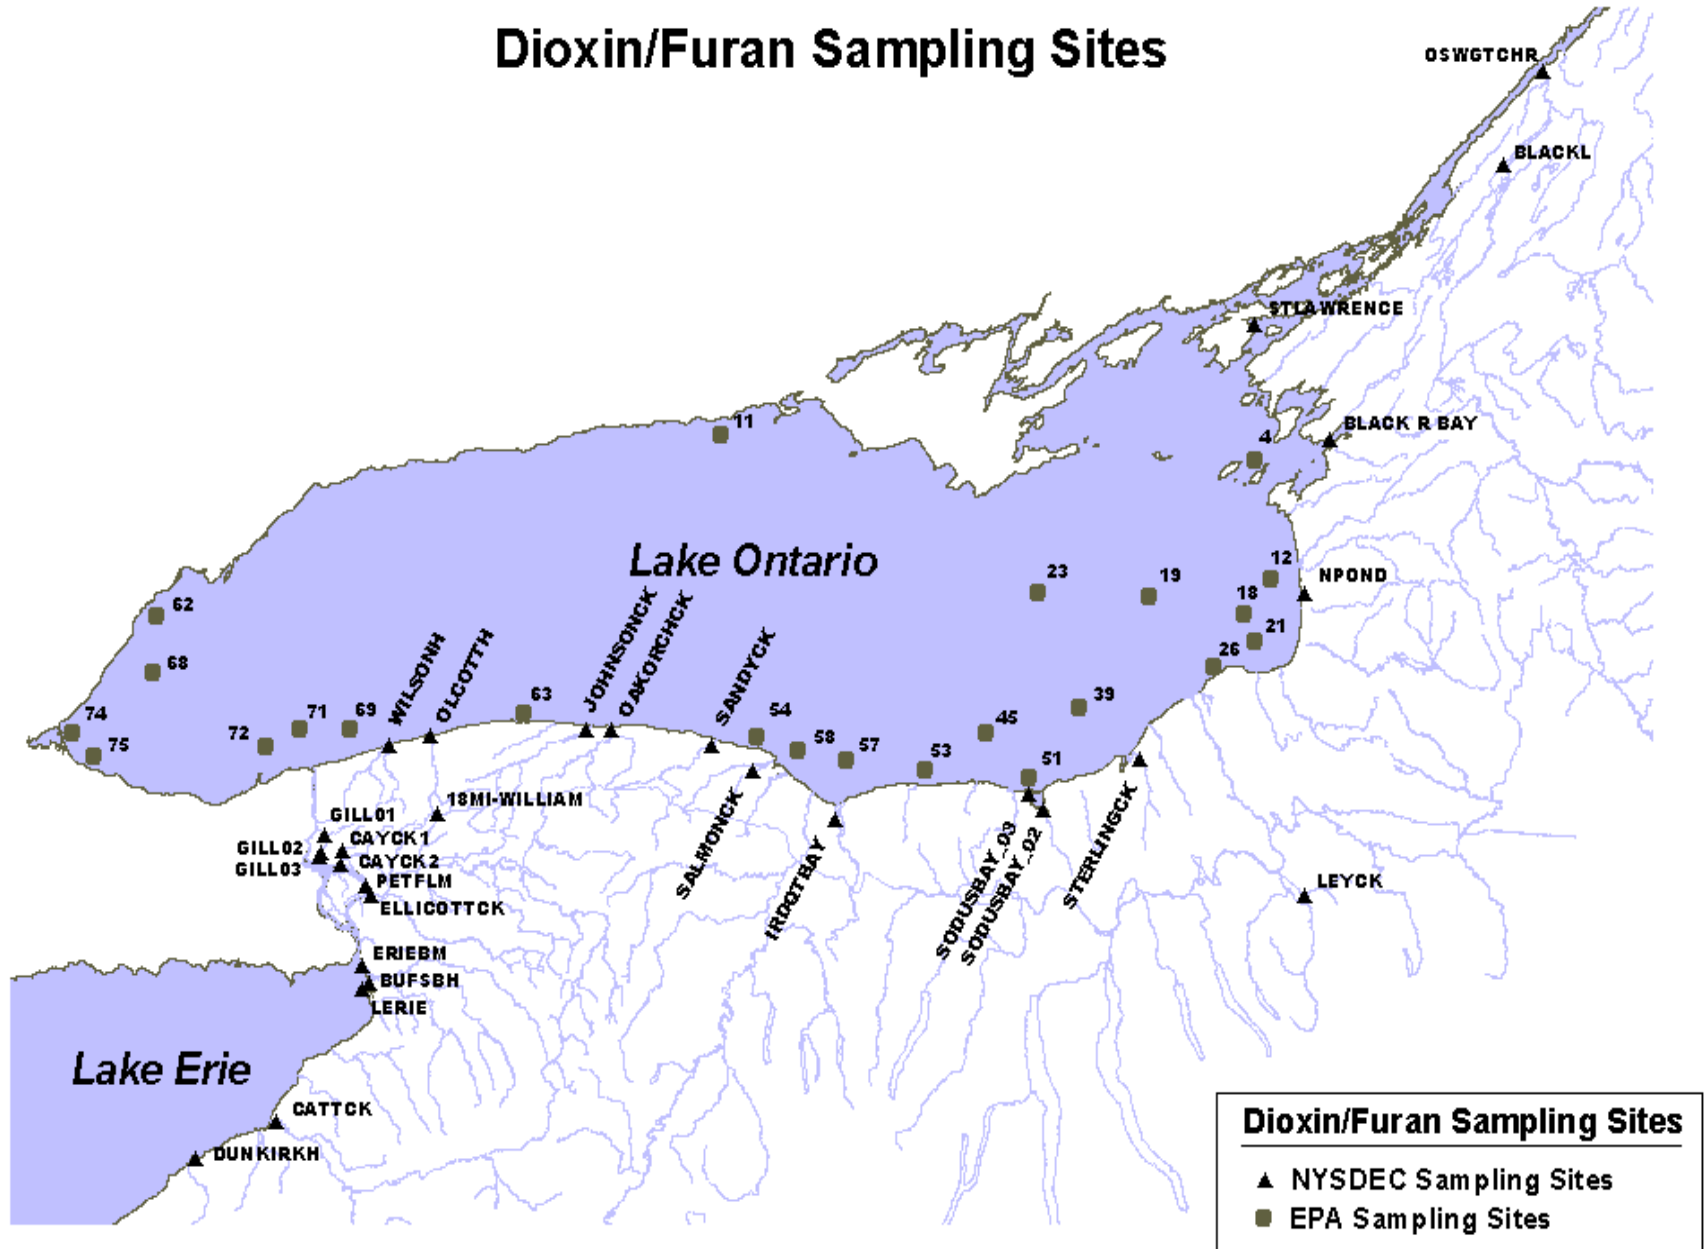 Dioxin/Furan Sampling Sites
OSWGTCHR
BLACKL
STLAWRENCE
11
BLACK R BAY
4
Lake Ontario
23
19
12
NPOND
18
62
21
26
68
WILSONH
OLCOTTH
JOHNSONCK
OAKORCHCK
SANDYCK
74
75
72
71
69
63
54
58
57
53
45
39
51
18MI-WILLIAM
GILL01
GILL02
CAYCK1
GILL03
CAYCK2
PETFLM
ELLICOTTCK
SALMONCK
IRDQTBAY
SODUSBAY_03
SODUSBAY_02
STERLINGCK
LEYCK
ERIEBM
BUFSBH
LERIE
Lake Erie
CATTCK
DUNKIRKH
Dioxin/Furan Sampling Sites
NYSDEC Sampling Sites
EPA Sampling Sites